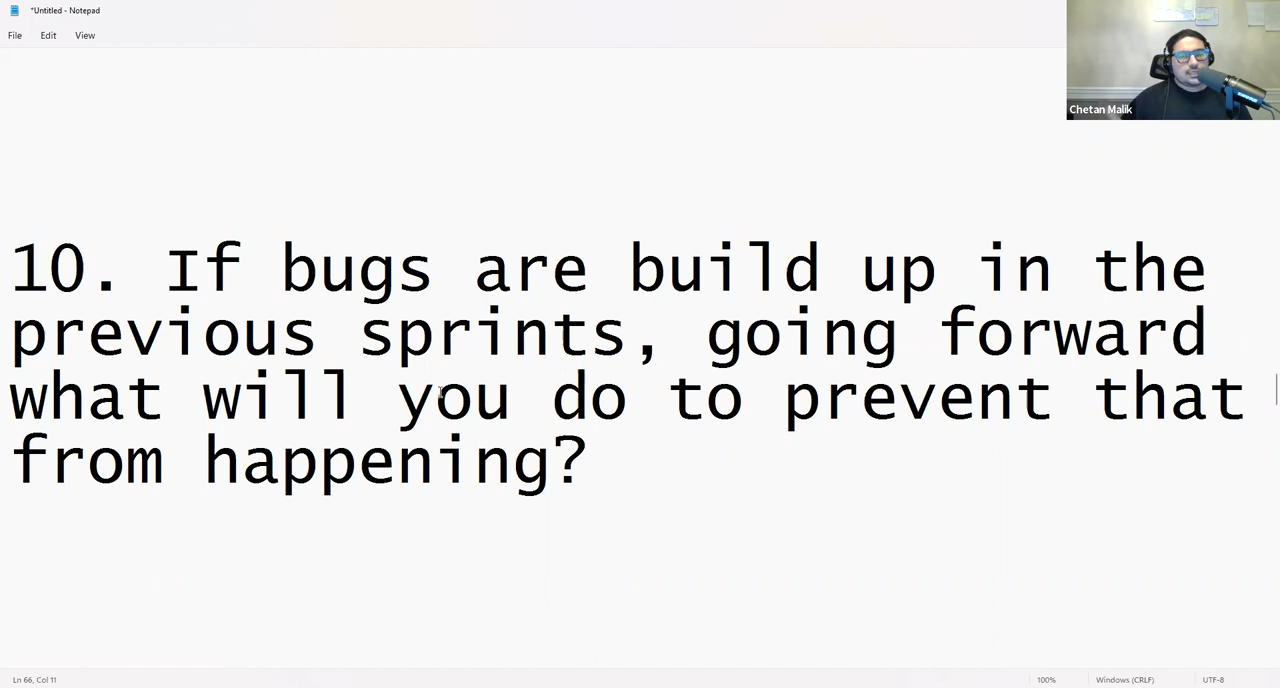 *Untitled - Notepad
File Edit View
Chetan Malik
10. If bugs are build up in the
previous sprints, going forward
what will you do to prevent that
from happening?
Ln 66, Col 11
100%
Windows (CRLF)
UTF-8